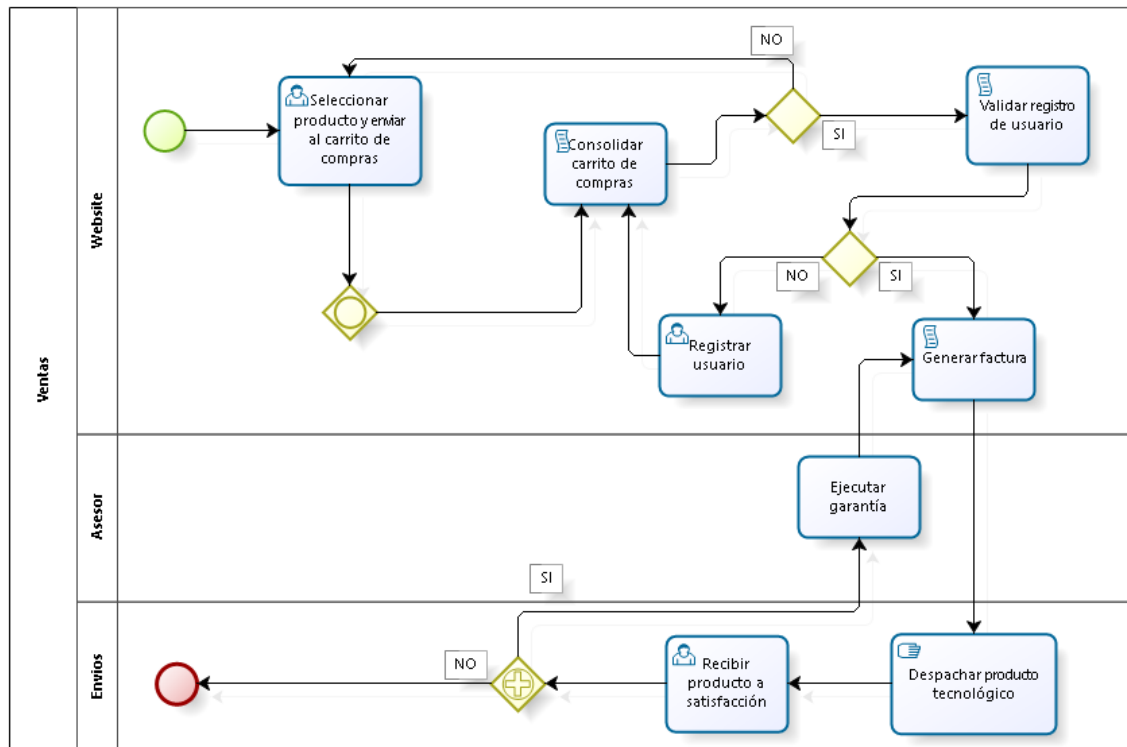 Ventas
Website
Seleccionar
producto y enviar
al carrito de
compras
Consolidar
carrito de
compras
NO
SI
Validar registro
de usuario
NO
SI
Registrar
usuario
Generar factura
Asesor
Ejecutar
garantía
SI
Envios
NO
Recibir
producto a
satisfacción
Despachar producto
tecnológico